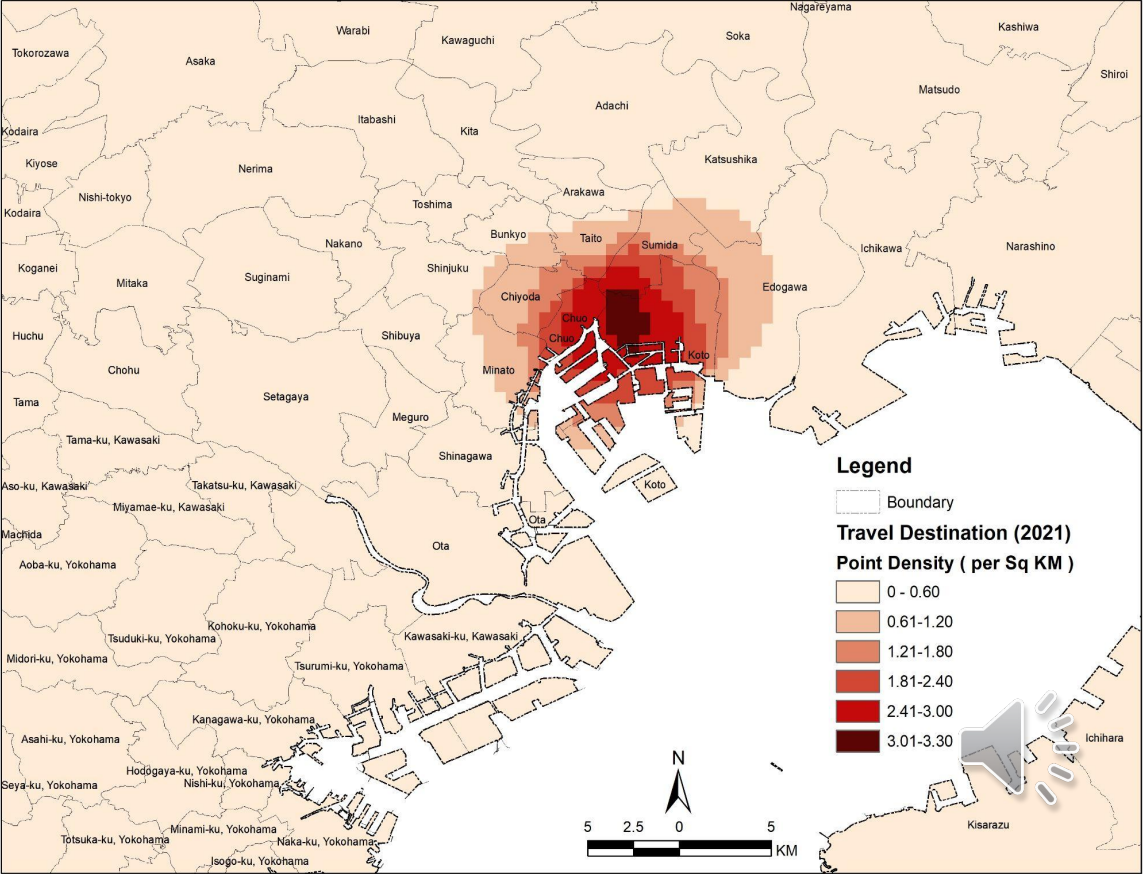 Nagareyama
Warabi
Kawaguchi
Soka
Kashiwa
Tokorozawa
Asaka
Shiroi
Matsudo
Adachi
Itabashi
Kita
Kodaira
Kiyose
Katsushika
Nerima
Nishi-tokyo
Arakawa
Toshima
Kodaira
Bunkyo
Taito
Sumida
Nakano
Ichikawa
Narashino
Koganei
Shinjuku
Suginami
Mitaka
Edogawa
Chiyoda
Chuo
Huchu
Shibuya
Chuo
Koto
Chohu
Minato
Setagaya
Tama
Meguro
Tama-ku, Kawasaki
Shinagawa
Aso-ku, Kawasaki
Takatsu-ku, Kawasaki
Koto
Miyamae-ku, Kawasaki
Ota
Machida
Ota
Aoba-ku, Yokohama
Kohoku-ku, Yokohama
Tsuduki-ku, Yokohama
Kawasaki-ku, Kawasaki
Midori-ku, Yokohama
Tsurumi-ku, Yokohama
Kanagawa-ku, Yokohama
Asahi-ku, Yokohama
Ichihara
Hodogaya-ku, Yokohama
Nishi-ku, Yokohama
Seya-ku, Yokohama
Kisarazu
Minami-ku, Yokohama
Totsuka-ku, Yokohama
Naka-ku, Yokohama
Isogo-ku, Yokohama
Legend
Boundary
Travel Destination (2021)
Point Density ( per Sq KM )
0 - 0.60
0.61-1.20
1.21-1.80
1.81-2.40
2.41-3.00
3.01-3.30
N
5 2.5 0 5
KM